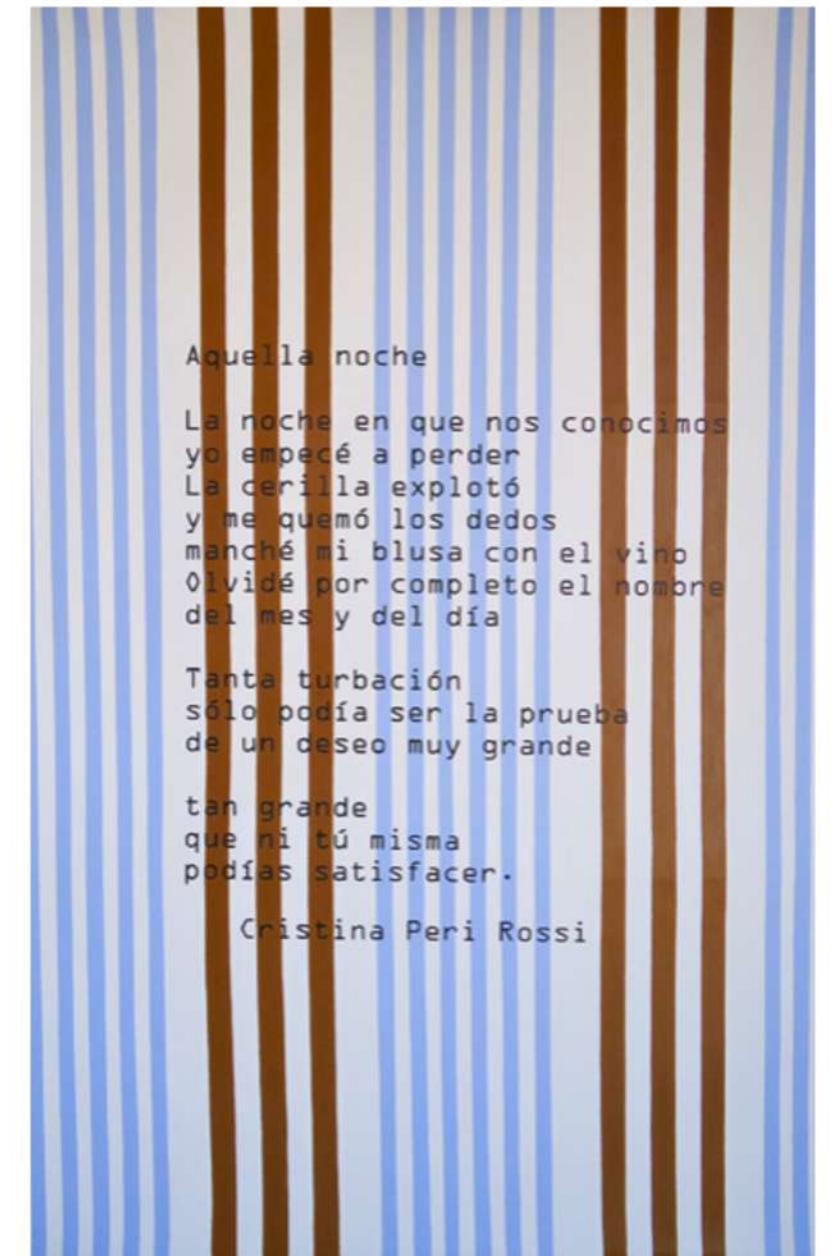 Aquella noche
La noche en que nos conocimos
yo empecé a perder
La cerilla explotó
y me quemó los dedos
manché mi blusa con el vino
Olvidé por completo el nombre
del mes y del día
Tanta turbación
sólo podía ser la prueba
de un deseo muy grande
tan grande
que ni tú misma
podías satisfacer.
Cristina Peri Rossi